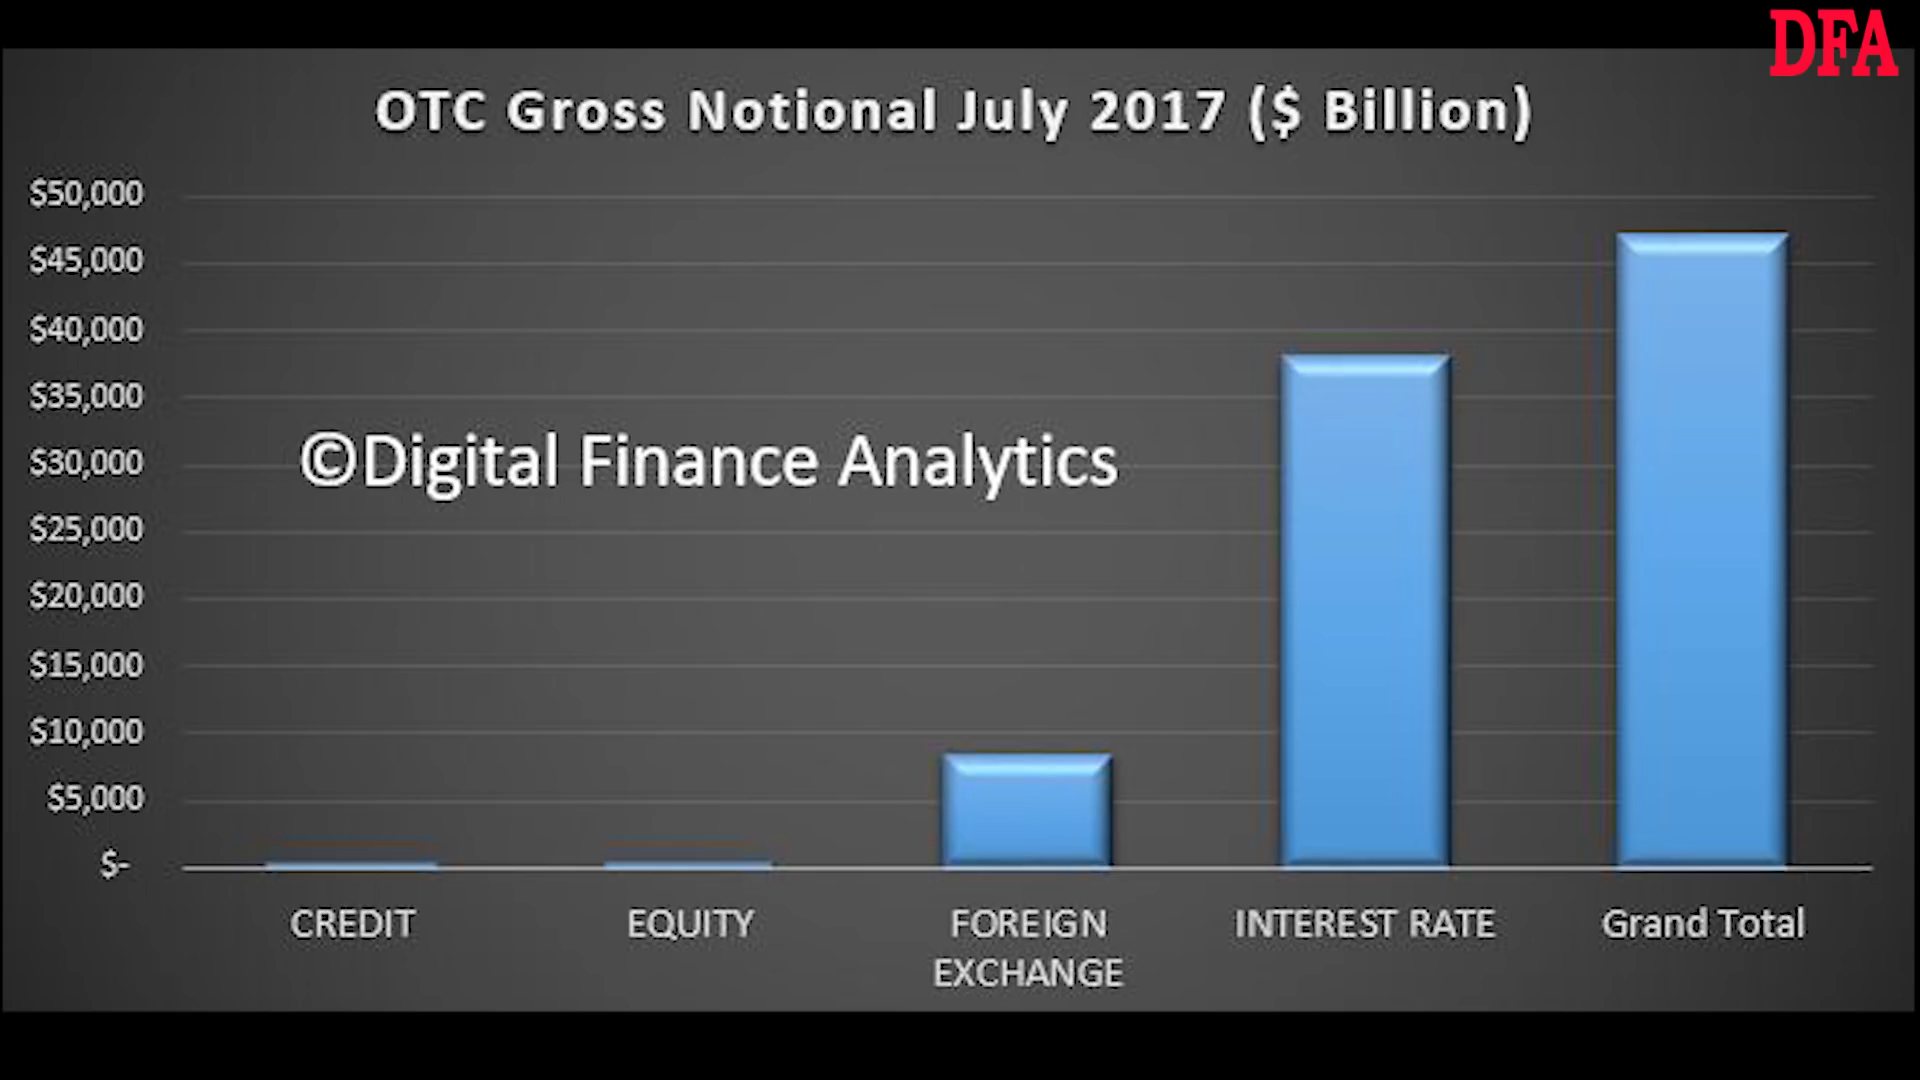 DFA
OTC Gross Notional July 2017 ($ Billion)
$50,000
$45,000
$40,000
$35,000
$30,000
$25,000
$20,000
$15,000
$10,000
$5,000
$-
©Digital Finance Analytics
CREDIT
EQUITY
FOREIGN
EXCHANGE
INTEREST RATE
Grand Total